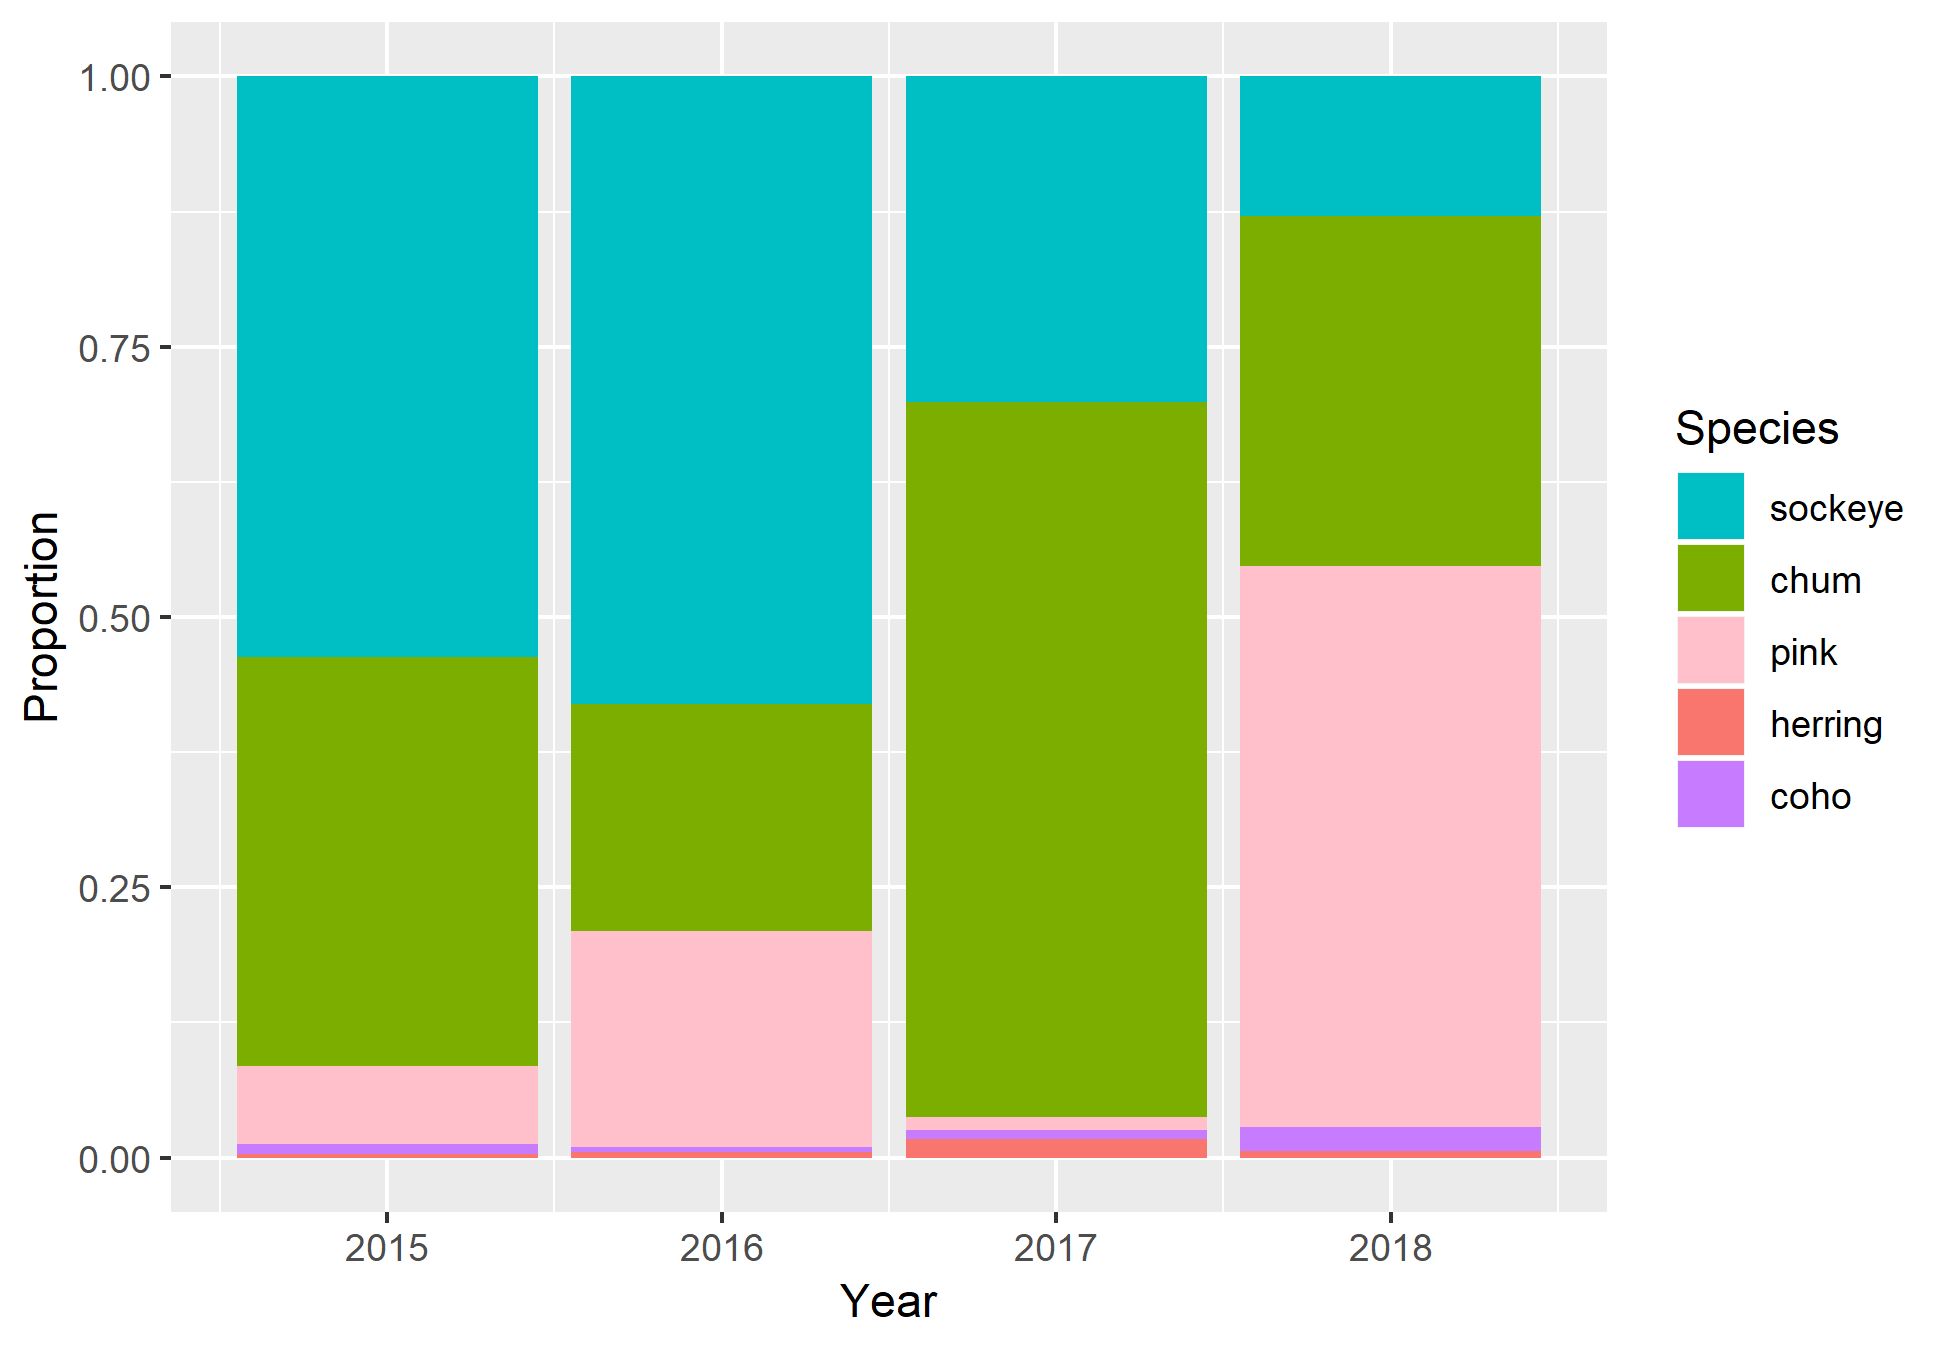 1.00
0.75
0.50
0.25
0.00
Proportion
2015 2016 2017 2018
Year
Species
sockeye
chum
pink
herring
coho